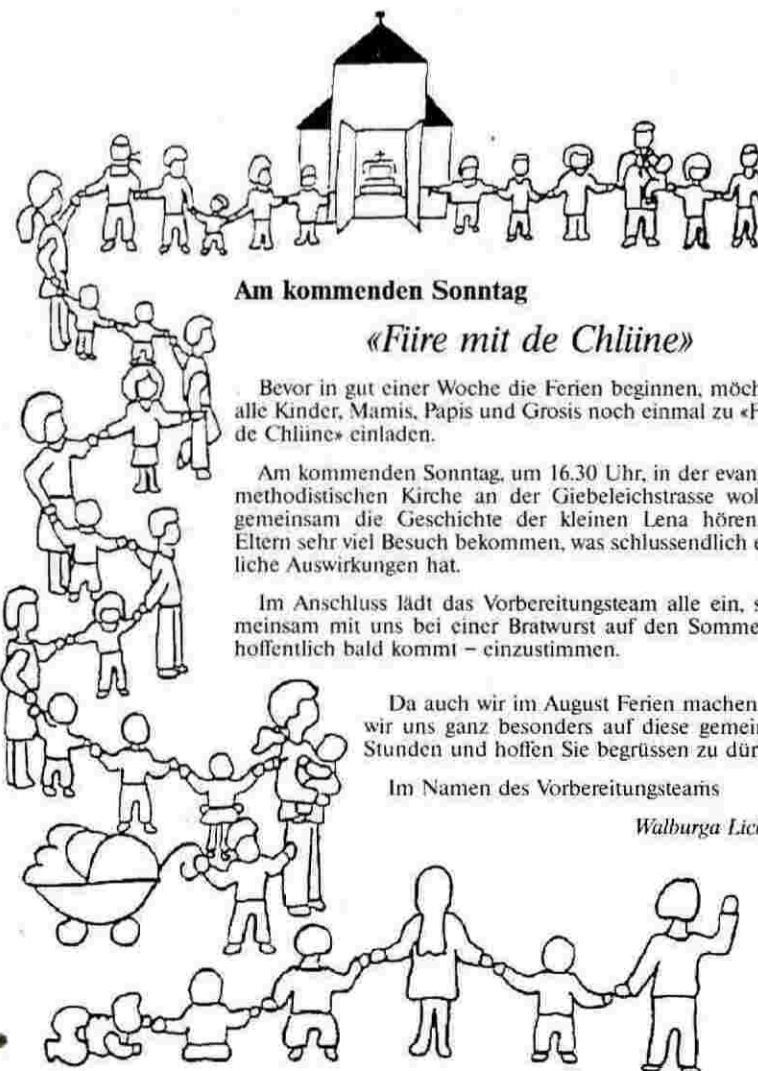 Am kommenden Sonntag
«Fiire mit de Chliine»
Bevor in gut einer Woche die Ferien beginnen, möch
alle Kinder, Mamis, Papis und Grosis noch einmal zu «F
de Chliine» einladen.
Am kommenden Sonntag, um 16.30 Uhr, in der evan
methodistischen Kirche an der Giebeleichstrasse wol
gemeinsam die Geschichte der kleinen Lena hören
Eltern sehr viel Besuch bekommen, was schlussendlich e
liche Auswirkungen hat.
Im Anschluss lädt das Vorbereitungsteam alle ein, s
meinsam mit uns bei einer Bratwurst auf den Somme
hoffentlich bald kommt – einzustimmen.
Da auch wir im August Ferien machen
wir uns ganz besonders auf diese gemein
Stunden und hoffen Sie begrüssen zu dür
Im Namen des Vorbereitungsteams
Walburga Lic